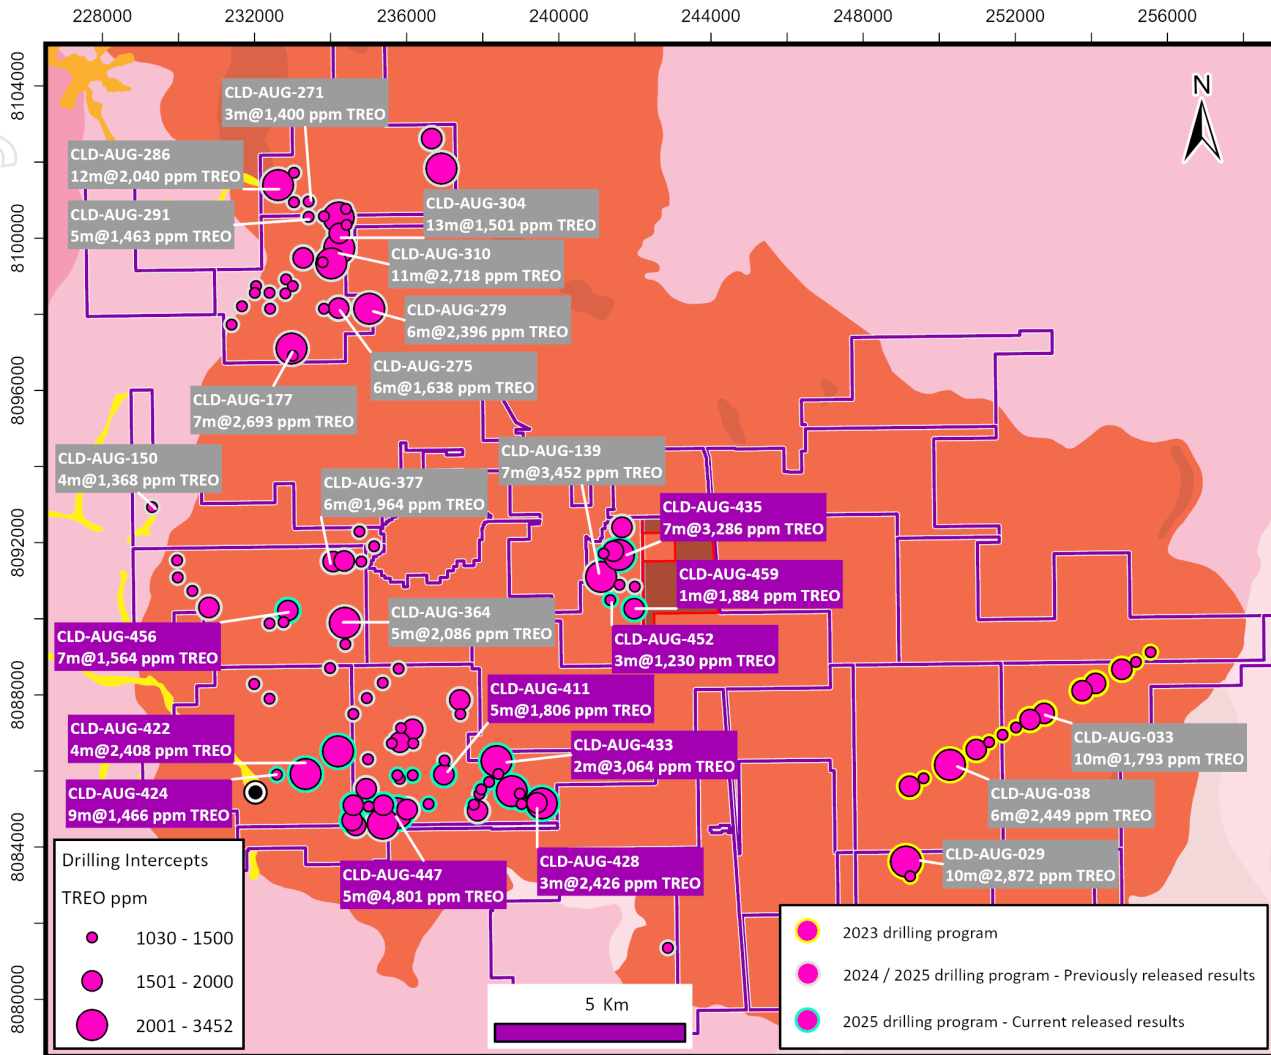 228000
232000
236000
240000
244000
248000
252000
256000
8104000
8100000
8096000
8092000
8088000
8084000
8080000
N
CLD-AUG-271
3m@1,400 ppm TREO
CLD-AUG-286
12m@2,040 ppm TREO
CLD-AUG-291
5m@1,463 ppm TREO
CLD-AUG-304
13m@1,501 ppm TREO
CLD-AUG-310
11m@2,718 ppm TREO
CLD-AUG-279
6m@2,396 ppm TREO
CLD-AUG-275
6m@1,638 ppm TREO
CLD-AUG-177
7m@2,693 ppm TREO
CLD-AUG-150
4m@1,368 ppm TREO
CLD-AUG-377
6m@1,964 ppm TREO
CLD-AUG-139
7m@3,452 ppm TREO
CLD-AUG-435
7m@3,286 ppm TREO
CLD-AUG-459
1m@1,884 ppm TREO
CLD-AUG-364
5m@2,086 ppm TREO
CLD-AUG-456
7m@1,564 ppm TREO
CLD-AUG-452
3m@1,230 ppm TREO
CLD-AUG-411
5m@1,806 ppm TREO
CLD-AUG-422
4m@2,408 ppm TREO
CLD-AUG-433
2m@3,064 ppm TREO
CLD-AUG-033
10m@1,793 ppm TREO
CLD-AUG-424
9m@1,466 ppm TREO
CLD-AUG-038
6m@2,449 ppm TREO
CLD-AUG-029
10m@2,872 ppm TREO
CLD-AUG-428
3m@2,426 ppm TREO
CLD-AUG-447
5m@4,801 ppm TREO
Drilling Intercepts
TREO ppm
1030 - 1500
1501 - 2000
2001 - 3452
5 Km
2023 drilling program
2024 / 2025 drilling program - Previously released results
2025 drilling program - Current released results